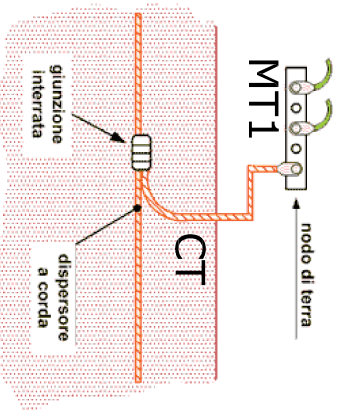 MT1
nodo di terra
giunzione
interrata
CT
dispersore
a corda